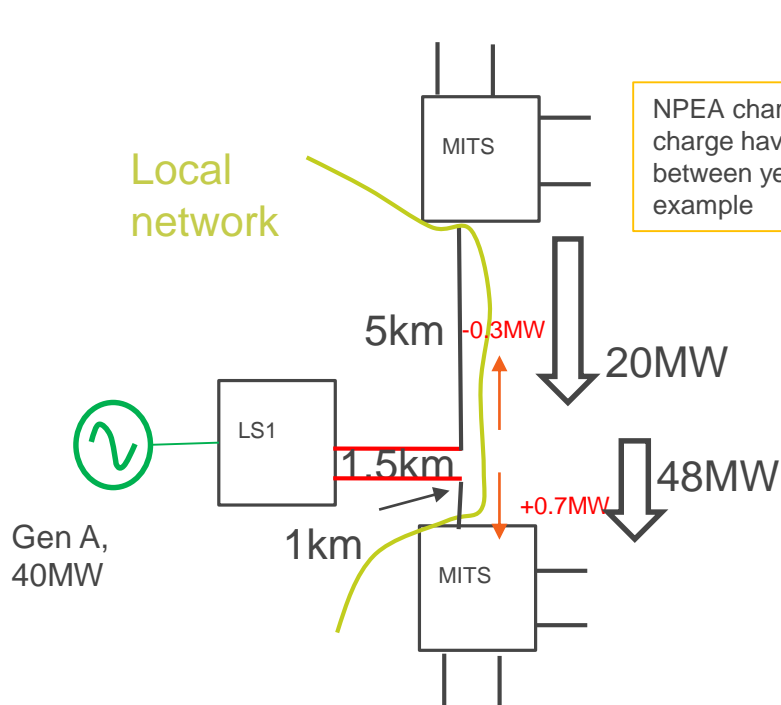 MITS
NPEA char
charge hav
between ye
example
Local
network
5km
-0.3MW
20MW
LS1
1.5km
48MW
+0.7MW
Gen A,
40MW
1km
MITS